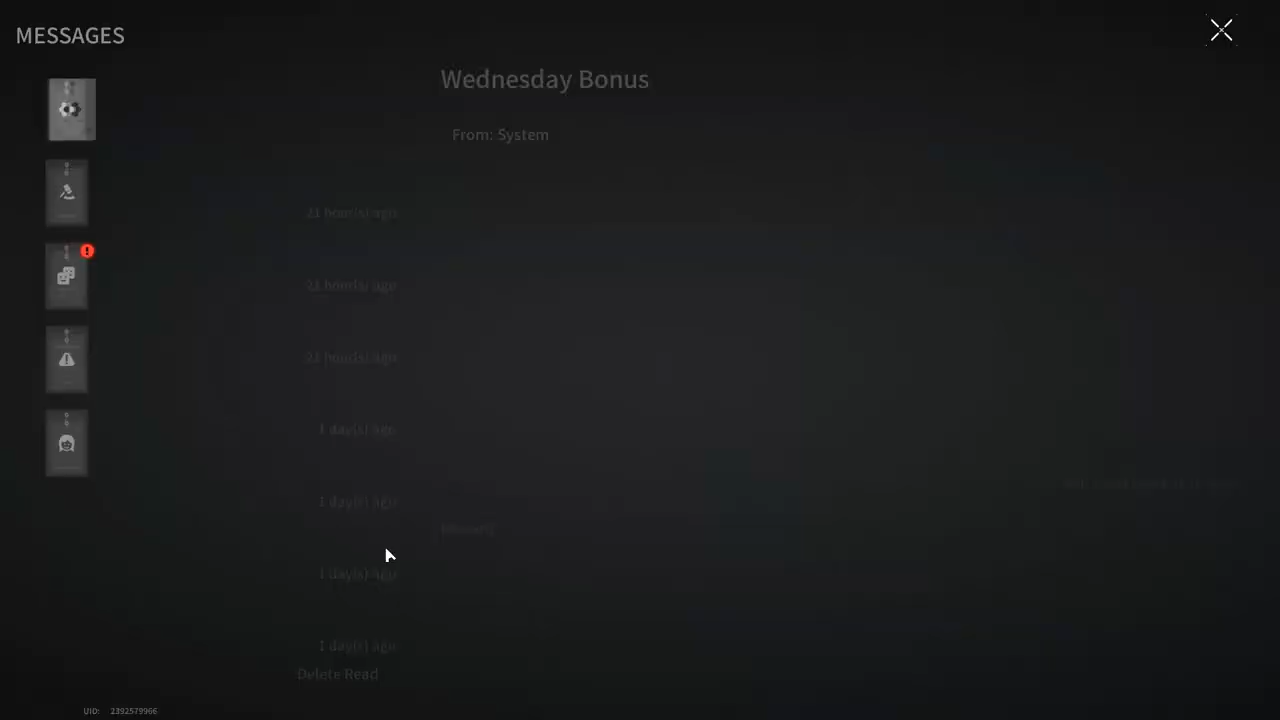 MESSAGES
Wednesday Bonus
From: System
21 hour(s) ago
21 hour(s) ago
21 hour(s) ago
1 day(s) ago
1 day(s) ago
1 day(s) ago
1 day(s) ago
Delete Read
UID: 2392579966